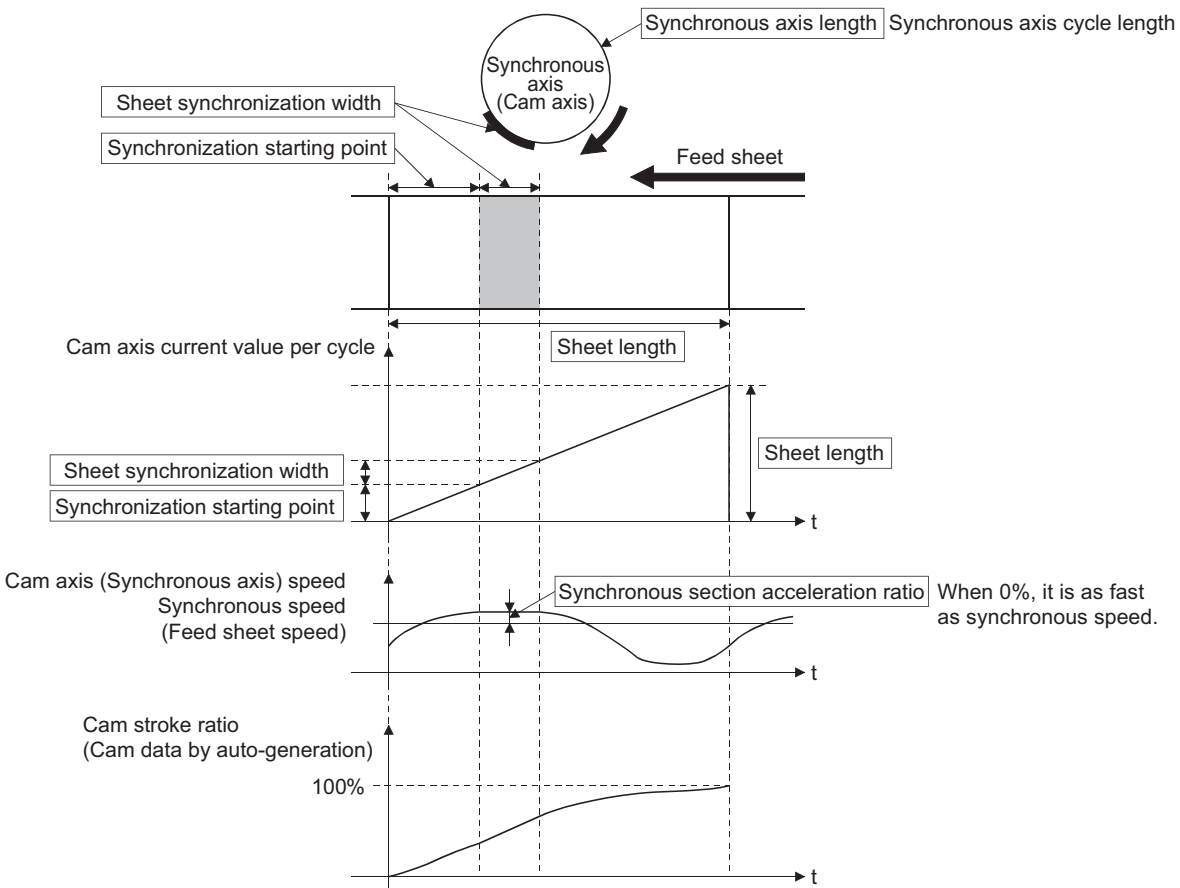 Synchronous axis length Synchronous axis cycle length
Synchronous
axis
(Cam axis)
Sheet synchronization width
Synchronization starting point
Feed sheet
Sheet length
Cam axis current value per cycle
Sheet length
Sheet synchronization width
Synchronization starting point
t
Cam axis (Synchronous axis) speed
Synchronous speed
(Feed sheet speed)
Synchronous section acceleration ratio
When 0%, it is as fast
as synchronous speed.
t
Cam stroke ratio
(Cam data by auto-generation)
100%
t